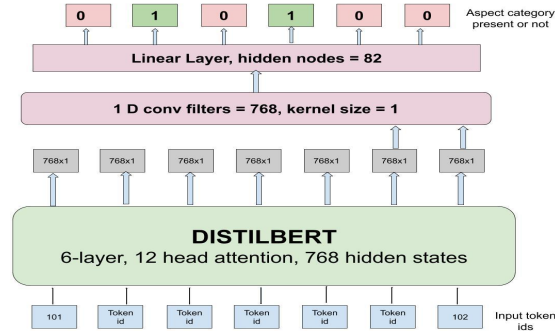 0 1 0 1 0 0
Aspect category
present or not
Linear Layer, hidden nodes = 82
1 D conv filters = 768, kernel size = 1
768x1 768x1 768x1 768x1 768x1 768x1 768x1
DISTILBERT
6-layer, 12 head attention, 768 hidden states
101
Token
id
Token
id
Token
id
Token
id
Token
id
102
Input token
ids